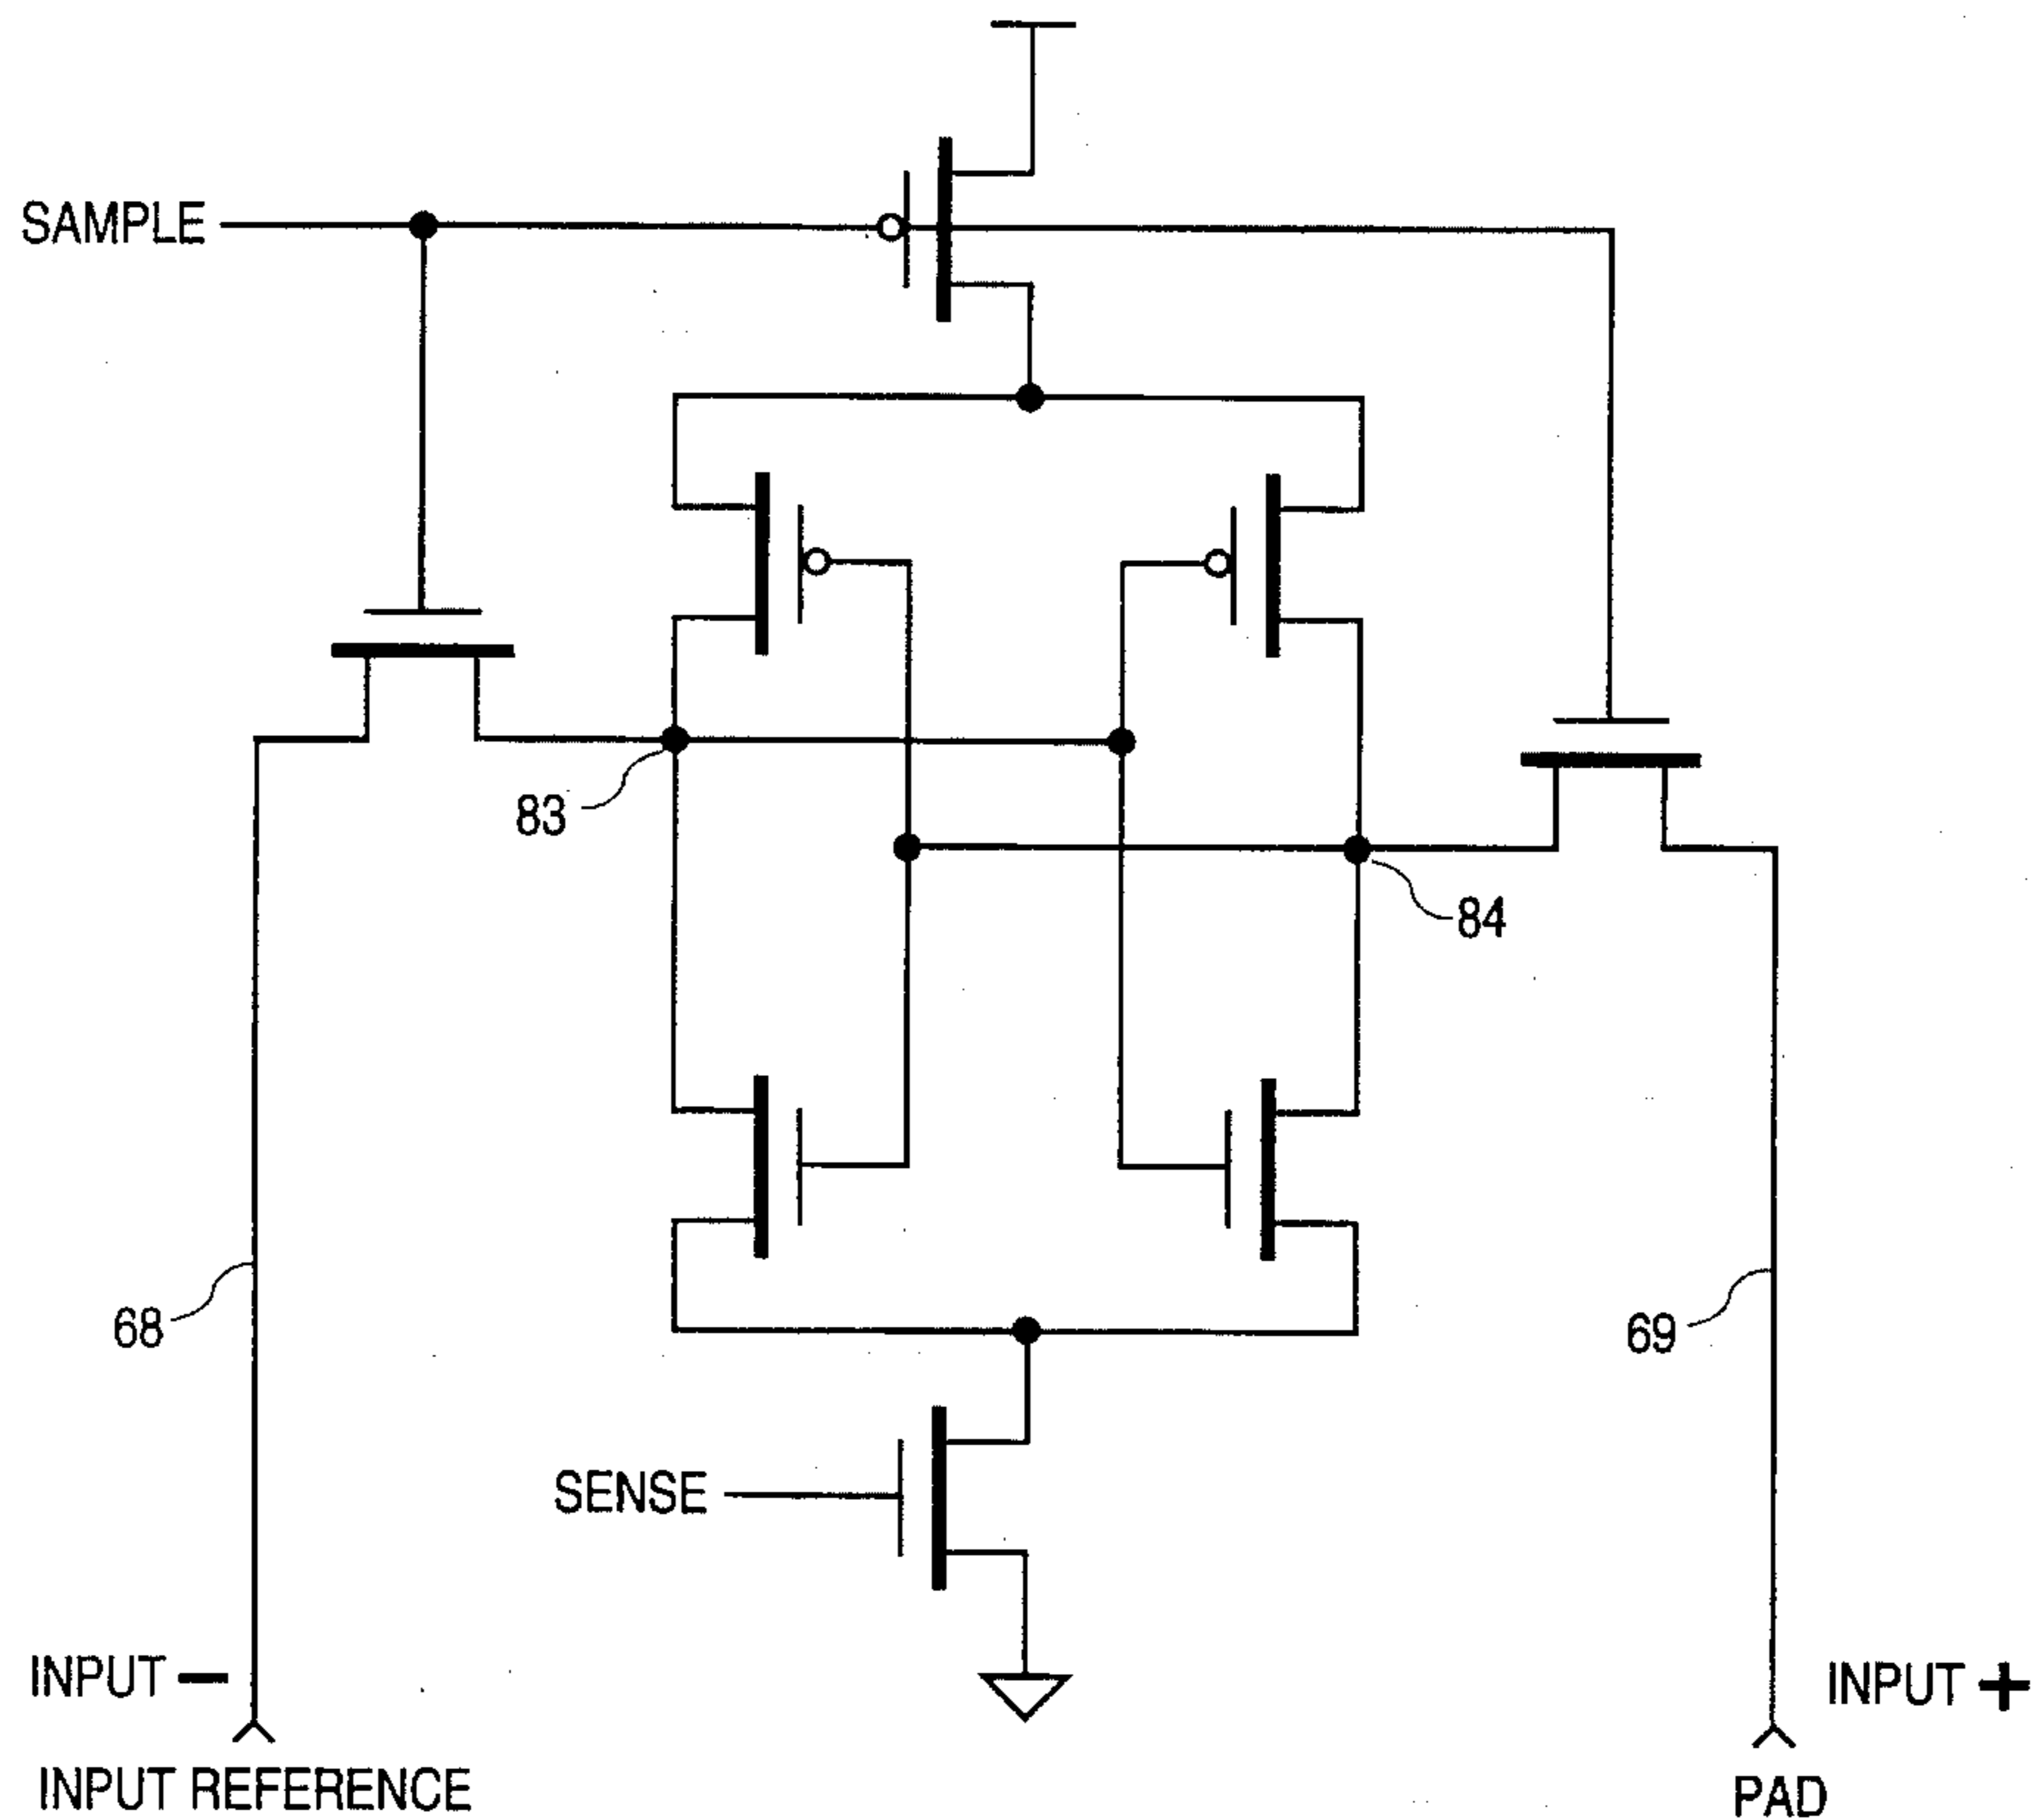 SAMPLE
83
84
68
69
SENSE
INPUT −
INPUT +
INPUT REFERENCE
PAD